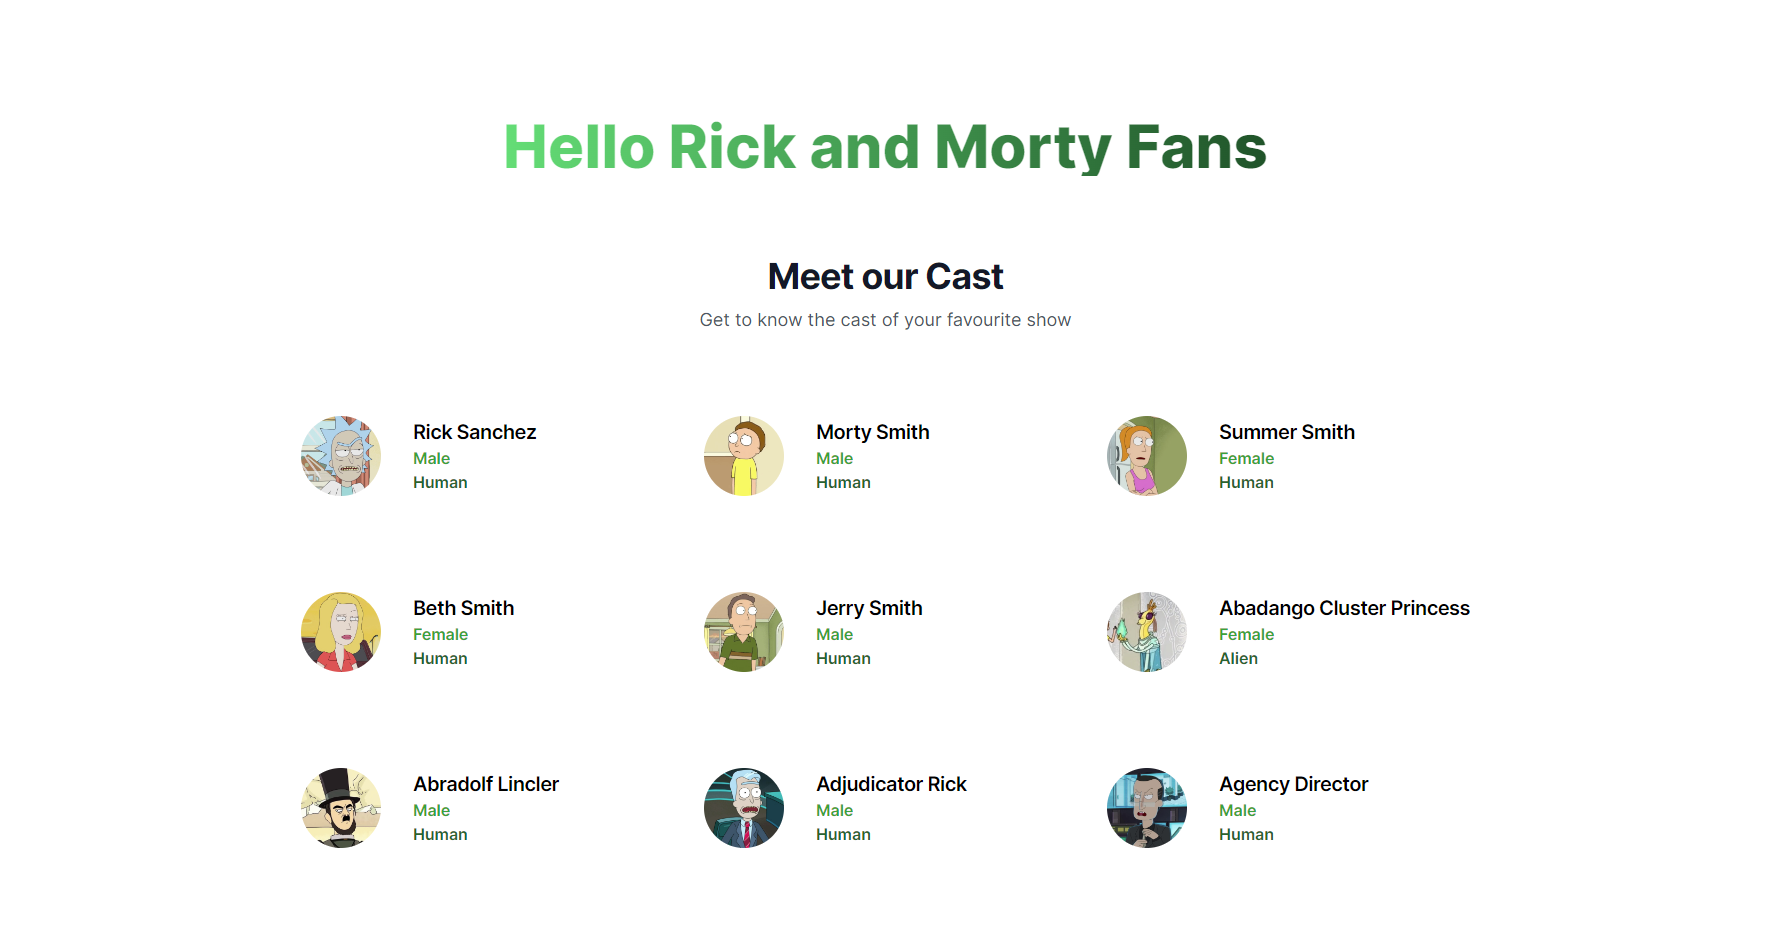 Hello Rick and Morty Fans
Meet our Cast
Get to know the cast of your favourite show
Rick Sanchez
Male
Human
Morty Smith
Male
Human
Summer Smith
Female
Human
Beth Smith
Female
Human
Jerry Smith
Male
Human
Abadango Cluster Princess
Female
Alien
Abradolf Lincler
Male
Human
Adjudicator Rick
Male
Human
Agency Director
Male
Human